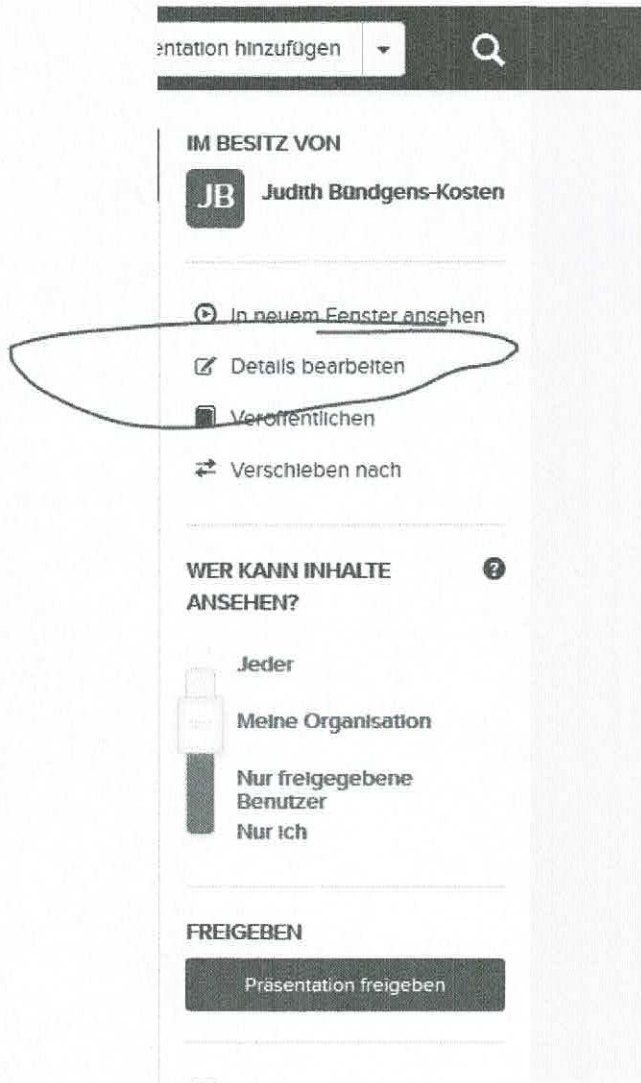 entation hinzufügen
IM BESITZ VON
JB
Judith Bündgens-Kosten
In neuem Fenster ansehen
Details bearbeiten
Veröffentlichen
Verschieben nach
WER KANN INHALTE
ANSEHEN?
Jeder
Meine Organisation
Nur freigegebene
Benutzer
Nur ich
FREIGEBEN
Präsentation freigeben